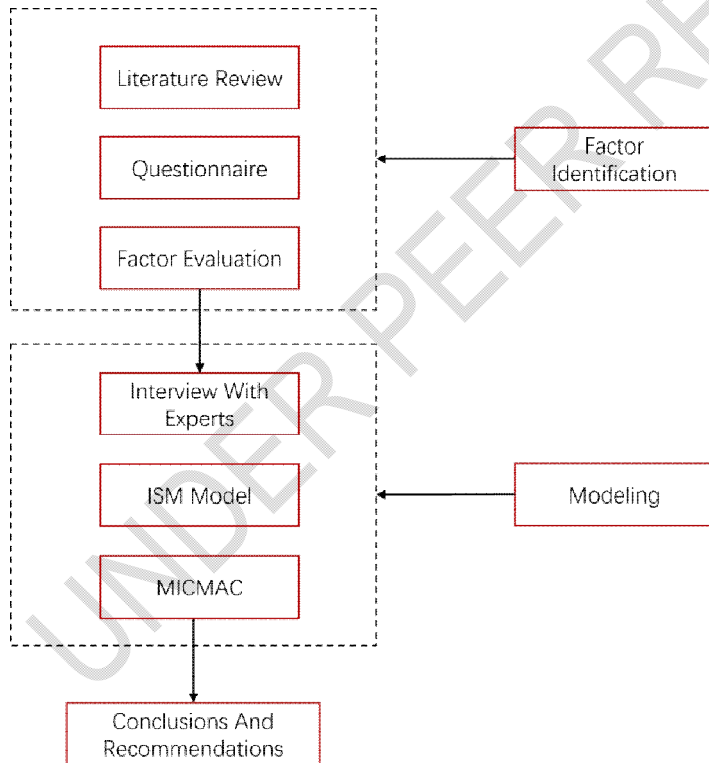 Literature Review
Questionnaire
Factor
Identification
Factor Evaluation
Interview With
Experts
ISM Model
Modeling
MICMAC
Conclusions And
Recommendations
UNDER PEER RE